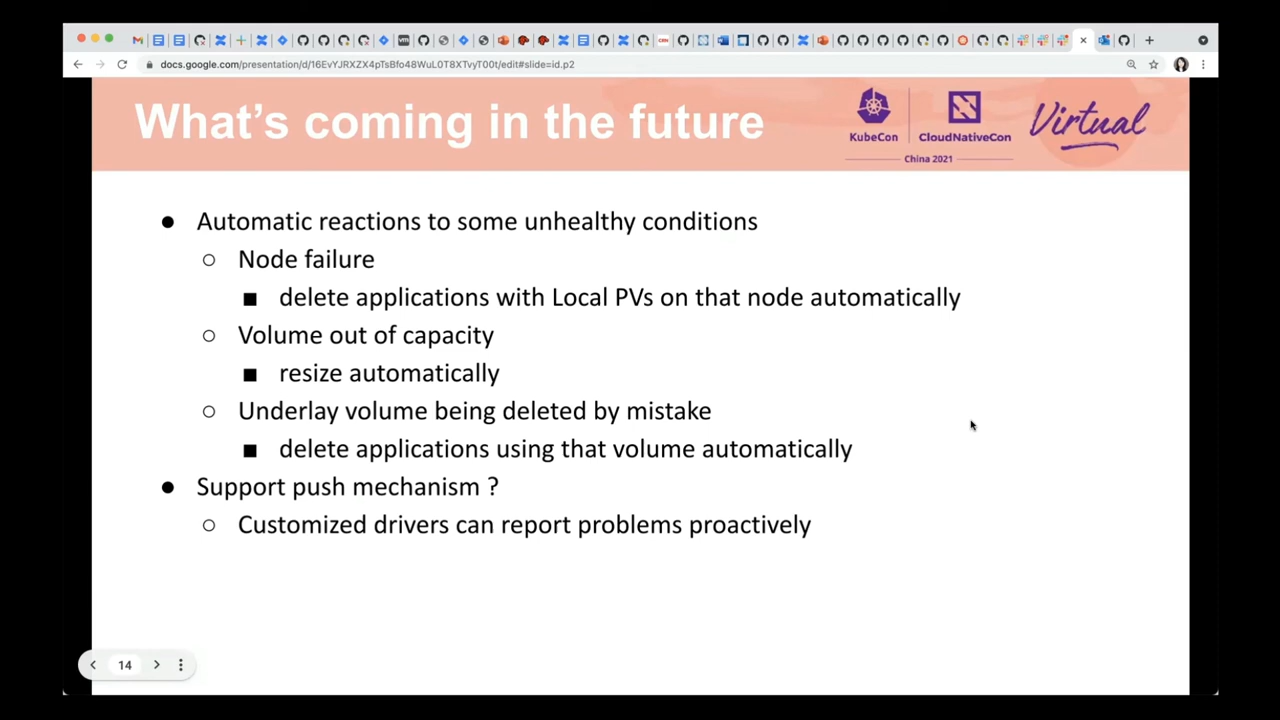 docs.google.com/presentation/d/16EvYJRXZX4pTsBfo48WuL0T8XTvyT00t/edit#slide=id.p2
What's coming in the future
KubeCon
CloudNativeCon
Virtual
China 2021
● Automatic reactions to some unhealthy conditions
○ Node failure
■ delete applications with Local PVs on that node automatically
○ Volume out of capacity
■ resize automatically
○ Underlay volume being deleted by mistake
■ delete applications using that volume automatically
● Support push mechanism ?
○ Customized drivers can report problems proactively
14